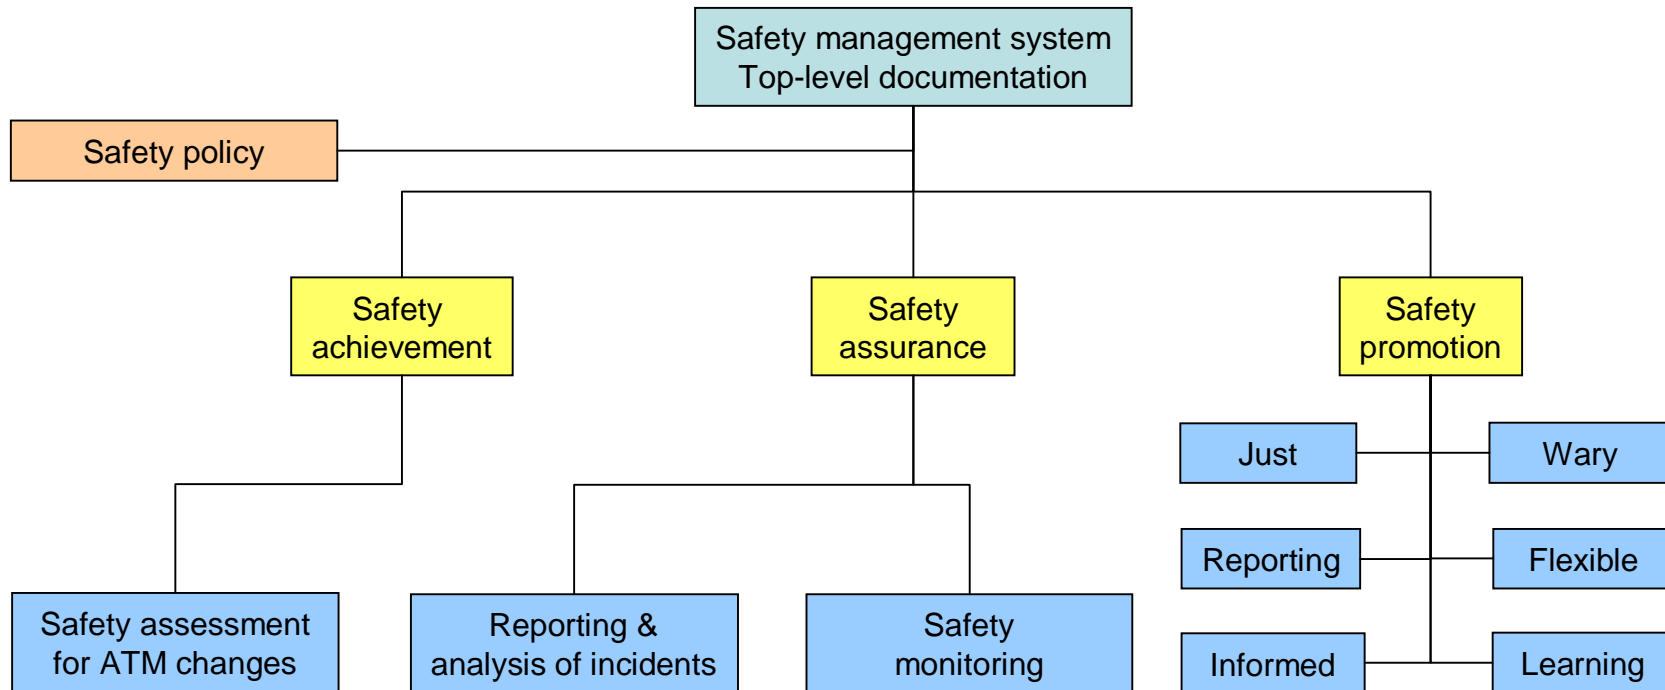 Safety management system
Top-level documentation
Safety policy
Safety
achievement
Safety
assurance
Safety
promotion
Just
Wary
Reporting
Flexible
Informed
Learning
Safety assessment
for ATM changes
Reporting &
analysis of incidents
Safety
monitoring